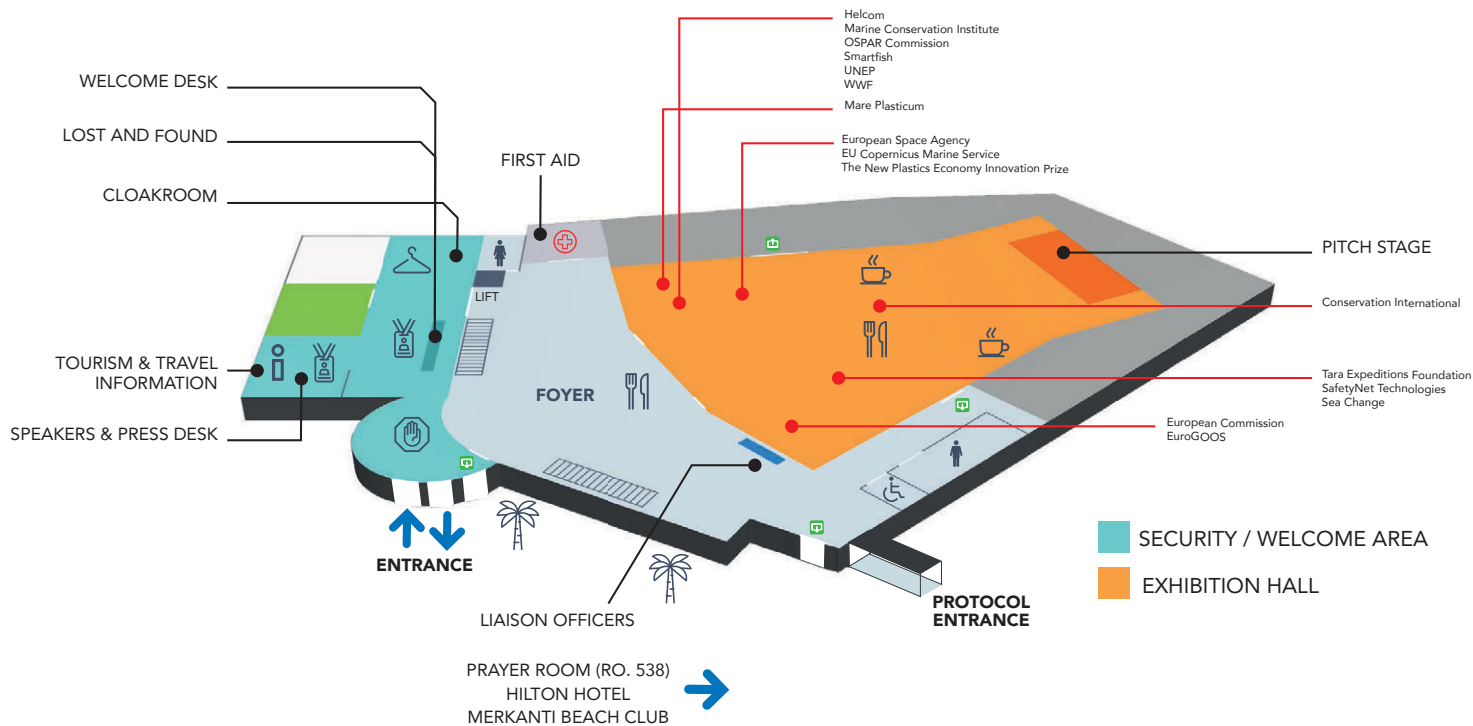 Helcom
Marine Conservation Institute
OSPAR Commission
Smartfish
UNEP
WWF
Mare Plasticum
European Space Agency
EU Copernicus Marine Service
The New Plastics Economy Innovation Prize
WELCOME DESK
LOST AND FOUND
CLOAKROOM
FIRST AID
PITCH STAGE
LIFT
Conservation International
TOURISM & TRAVEL
INFORMATION
FOYER
SPEAKERS & PRESS DESK
Tara Expeditions Foundation
SafetyNet Technologies
Sea Change
European Commission
EuroGOOS
ENTRANCE
SECURITY / WELCOME AREA
EXHIBITION HALL
PROTOCOL
ENTRANCE
LIAISON OFFICERS
PRAYER ROOM (RO. 538)
HILTON HOTEL
MERKANTI BEACH CLUB